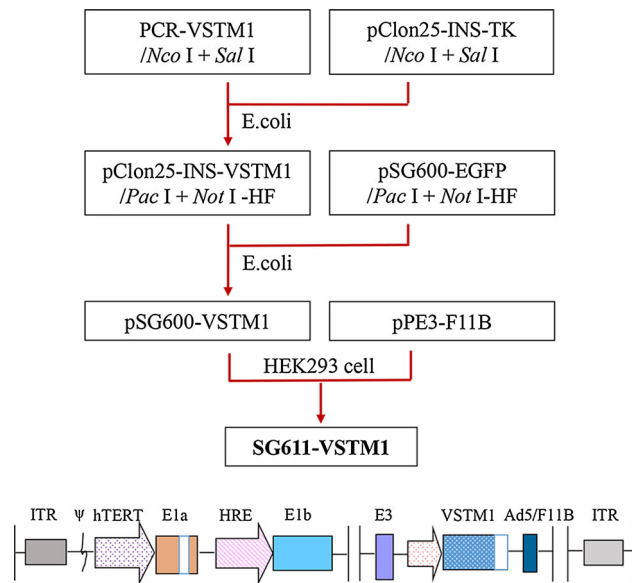 PCR-VSTM1
/Nco I + Sal I
pClon25-INS-TK
/Nco I + Sal I
E.coli
pClon25-INS-VSTM1
/Pac I + Not I -HF
pSG600-EGFP
/Pac I + Not I-HF
E.coli
pSG600-VSTM1
pPE3-F11B
HEK293 cell
SG611-VSTM1
ITR ψ hTERT E1a HRE E1b E3 VSTM1 Ad5/F11B ITR